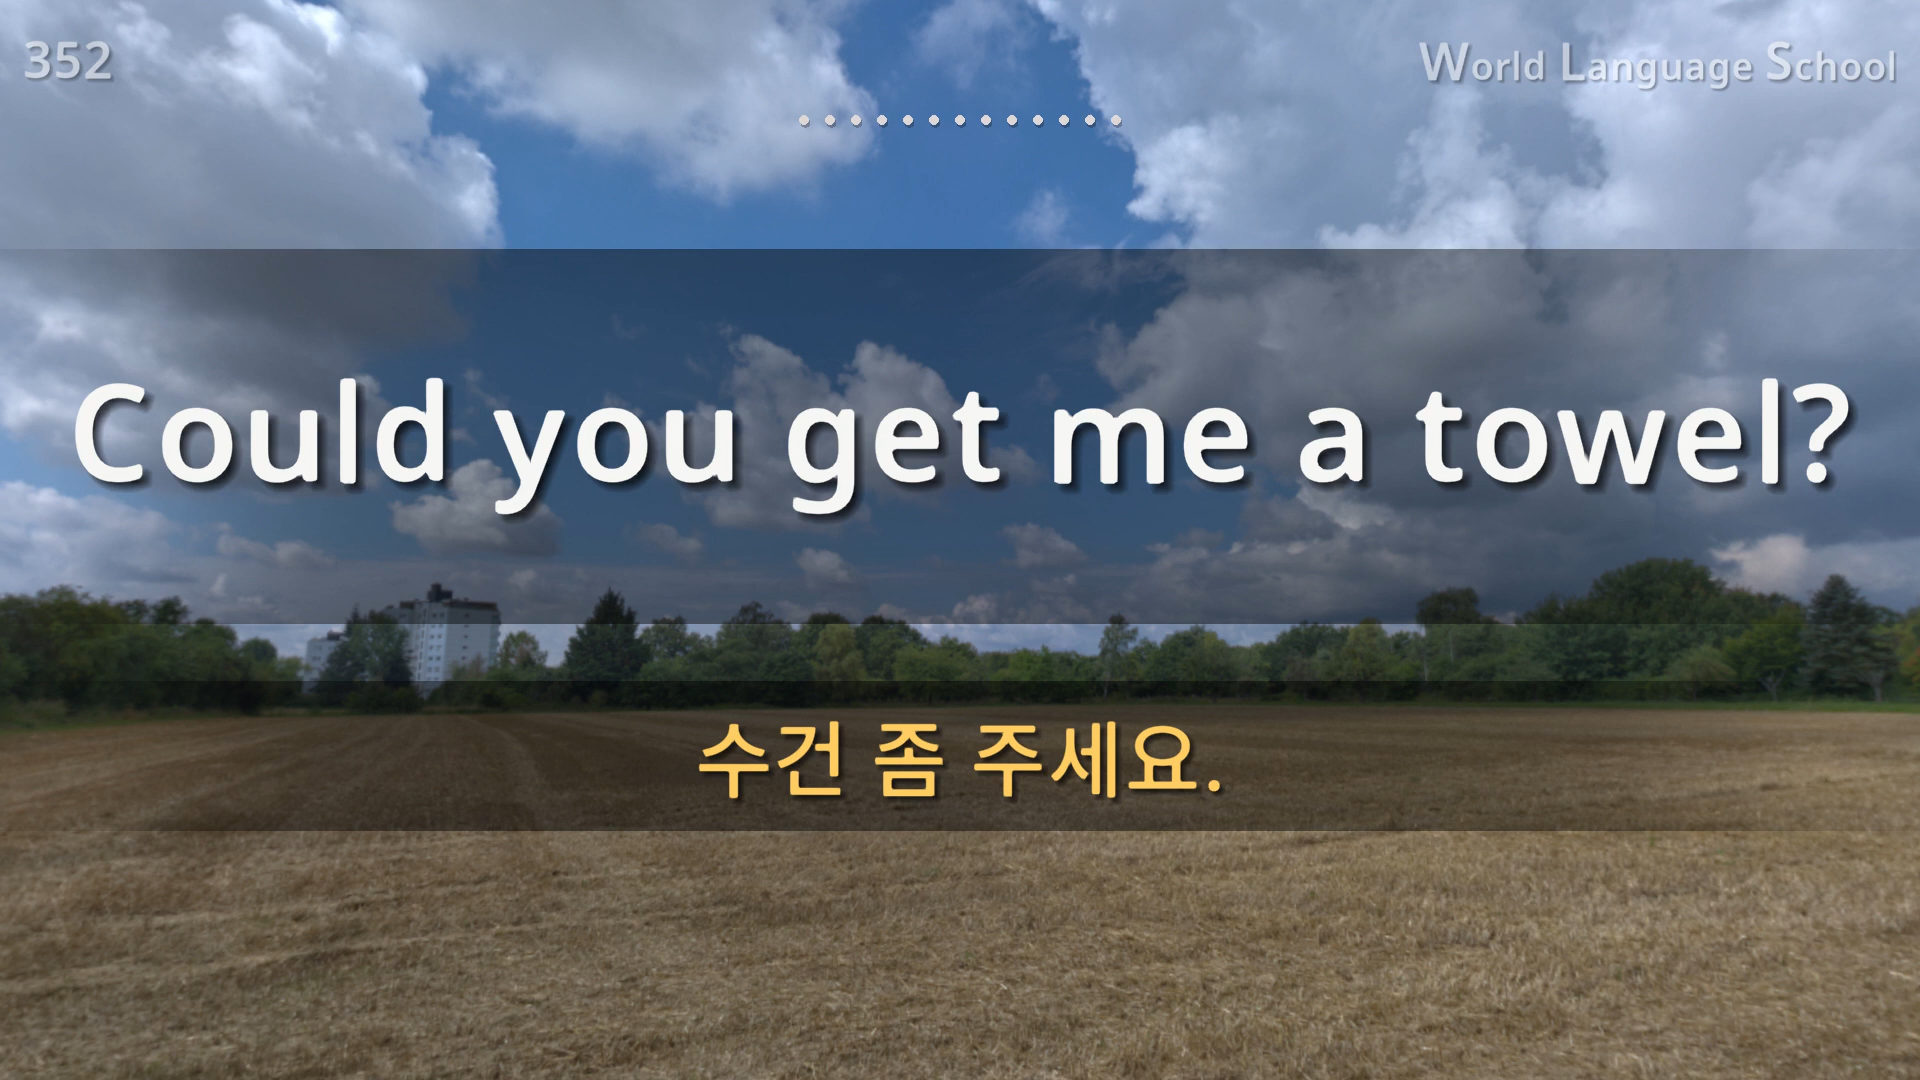 352
World Language School
Could you get me a towel?
수건 좀 주세요.